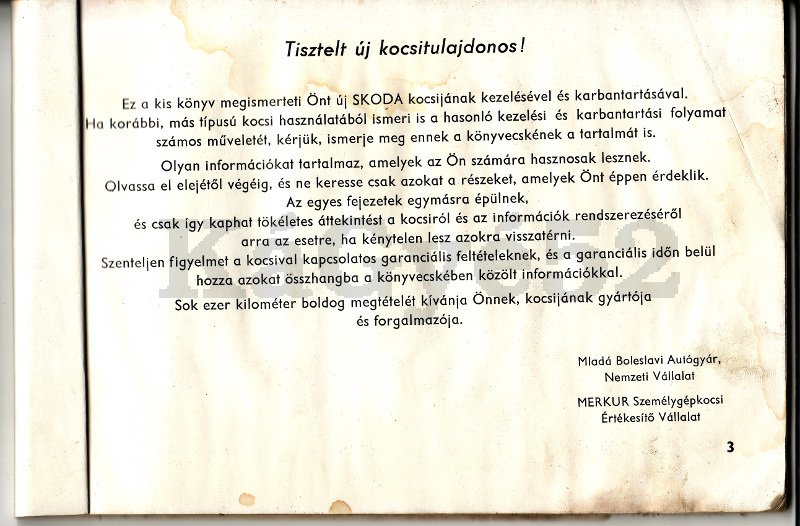 Tisztelt új kocsitulajdonos!
Ez a kis könyv megismerteti Önt új SKODA kocsijának kezelésével és karbantartásával.
Ha korábbi, más típusú kocsi használatából ismeri is a hasonló kezelési és karbantartási folyamat
számos műveletét, kérjük, ismerje meg ennek a könyvecskének a tartalmát is.
Olyan információkat tartalmaz, amelyek az Ön számára hasznosak lesznek.
Olvassa el elejétől végéig, és ne keresse csak azokat a részeket, amelyek Önt éppen érdeklik.
Az egyes fejezetek egymásra épülnek,
és csak így kaphat tökéletes áttekintést a kocsiról és az információk rendszerezéséről
arra az esetre, ha kénytelen lesz azokra visszatérni.
Szenteljen figyelmet a kocsival kapcsolatos garanciális feltételeknek, és a garanciális időn belül
hozza azokat összhangba a könyvecskében közölt információkkal.
Sok ezer kilométer boldog megtételét kívánja Önnek, kocsijának gyártója
és forgalmazója.
Mladá Boleslavi Autógyár,
Nemzeti Vállalat
MERKUR Személygépkocsi
Értékesítő Vállalat
3